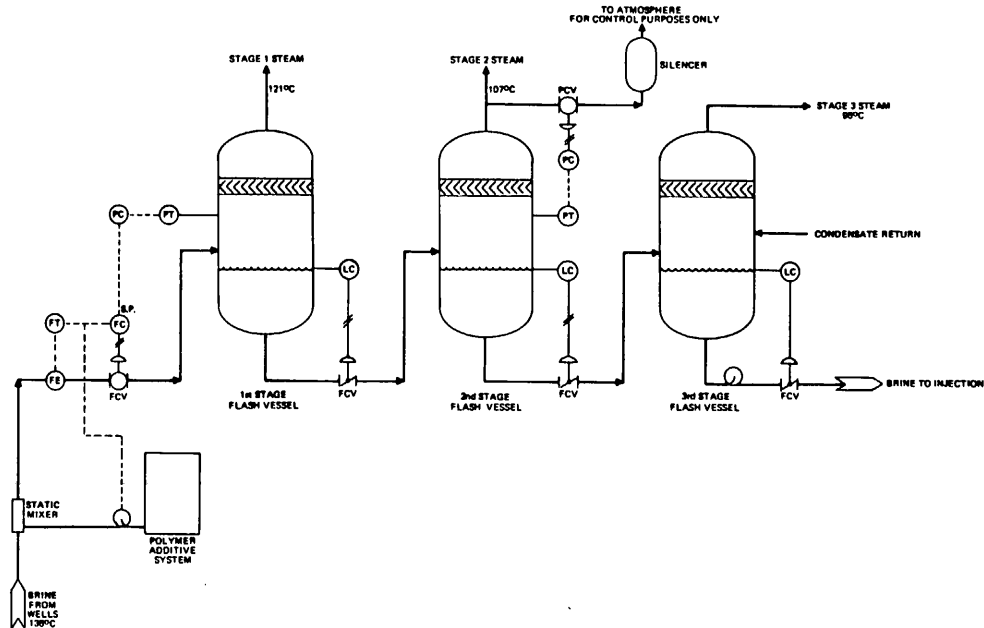 TO ATMOSPHERE
FOR CONTROL PURPOSES ONLY
SILENCER
STAGE 1 STEAM
121°C
STAGE 2 STEAM
107°C
PCV
PC
PT
STAGE 3 STEAM
98°C
PC
PT
CONDENSATE RETURN
LC
LC
LC
S.P.
FT
FC
FE
FCV
1st STAGE
FLASH VESSEL
FCV
2nd STAGE
FLASH VESSEL
FCV
3rd STAGE
FLASH VESSEL
FCV
BRINE TO INJECTION
STATIC
MIXER
POLYMER
ADDITIVE
SYSTEM
BRINE
FROM
WELLS
138°C